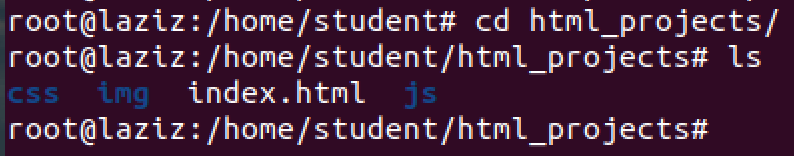 root@laziz:/home/student# cd html_projects/
root@laziz:/home/student/html_projects# ls
css  img  index.html  js
root@laziz:/home/student/html_projects#